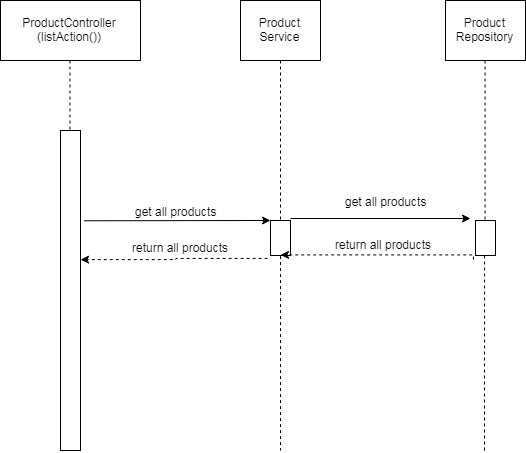 ProductController
(listAction())
Product
Service
Product
Repository
get all products
get all products
return all products
return all products